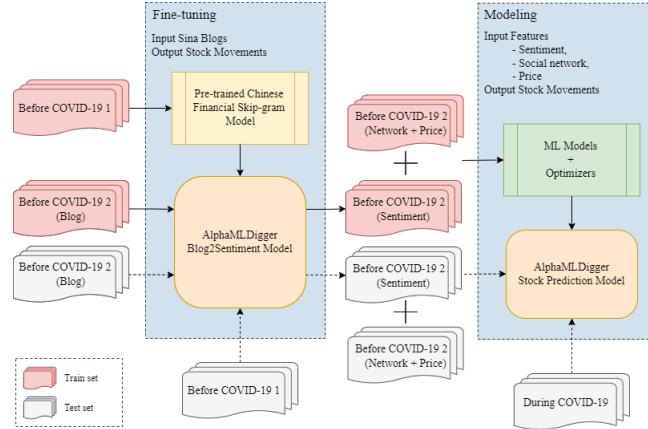 Fine-tuning
Input Sina Blogs
Output Stock Movements
Before COVID-19 1
Pre-trained Chinese
Financial Skip-gram
Model
Before COVID-19 2
(Blog)
Before COVID-19 2
(Blog)
AlphaMLDigger
Blog2Sentiment Model
Before COVID-19 1
Before COVID-19 2
(Network + Price)
+
Before COVID-19 2
(Sentiment)
Before COVID-19 2
(Sentiment)
+
Before COVID-19 2
(Network + Price)
Modeling
Input Features
- Sentiment,
- Social network,
- Price
Output Stock Movements
ML Models
+
Optimizers
AlphaMLDigger
Stock Prediction Model
During COVID-19
Train set
Test set